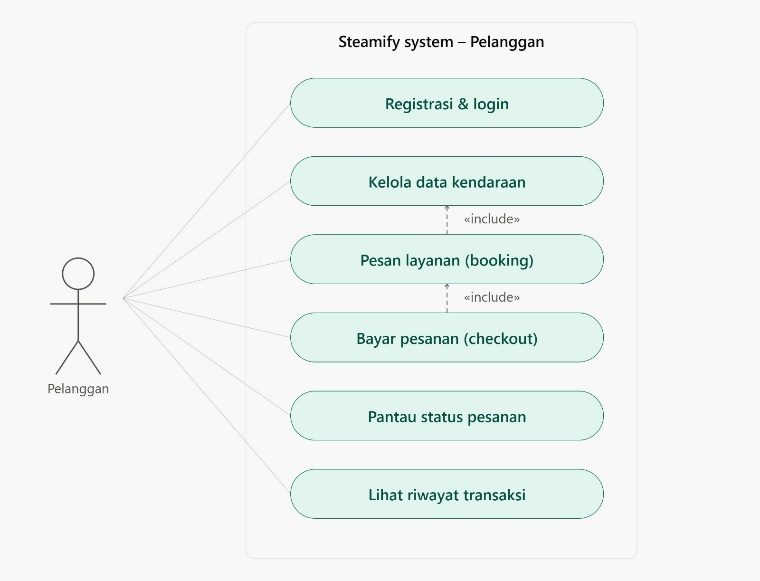 Steamify system – Pelanggan
Registrasi & login
Kelola data kendaraan
«include»
Pesan layanan (booking)
«include»
Bayar pesanan (checkout)
Pelanggan
Pantau status pesanan
Lihat riwayat transaksi